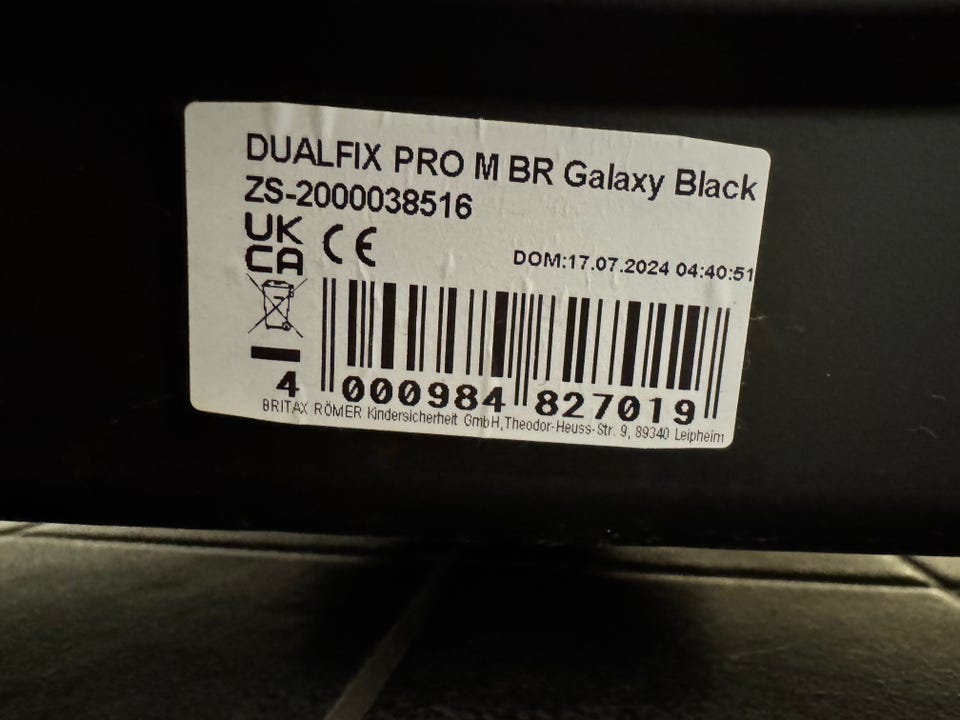 DUALFIX PRO M BR Galaxy Black
ZS-2000038516
UK
CA CE
DOM:17.07.2024 04:40:51
4 000984 827019
BRITAX RÖMER Kindersicherheit GmbH,Theodor-Heuss-Str. 9, 89340 Leipheim